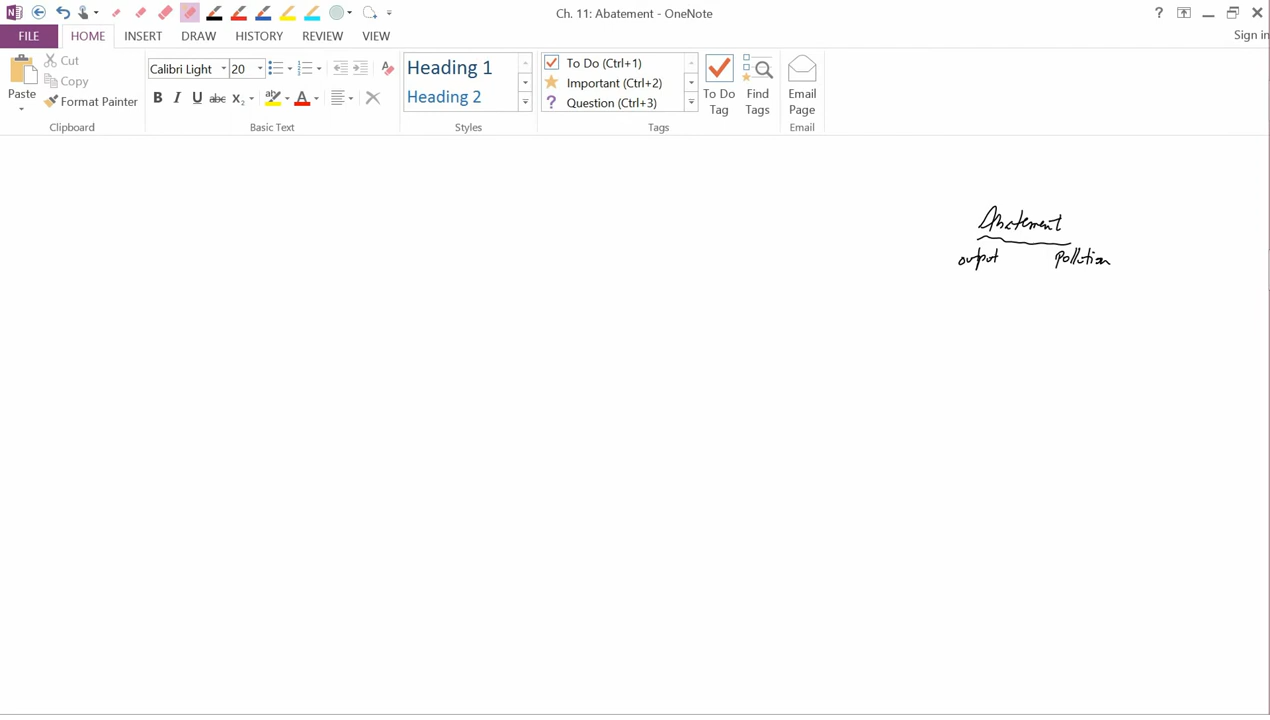 Ch. 11: Abatement - OneNote
?
FILE HOME INSERT DRAW HISTORY REVIEW VIEW
Sign in
Paste
Cut
Copy
Format Painter
Clipboard
Calibri Light 20
B I U abc X₂ A
Basic Text
Heading 1
Heading 2
Styles
To Do (Ctrl+1)
Important (Ctrl+2)
? Question (Ctrl+3)
To Do Tag
Find Tags
Tags
Email Page
Email
Abatement
output pollution